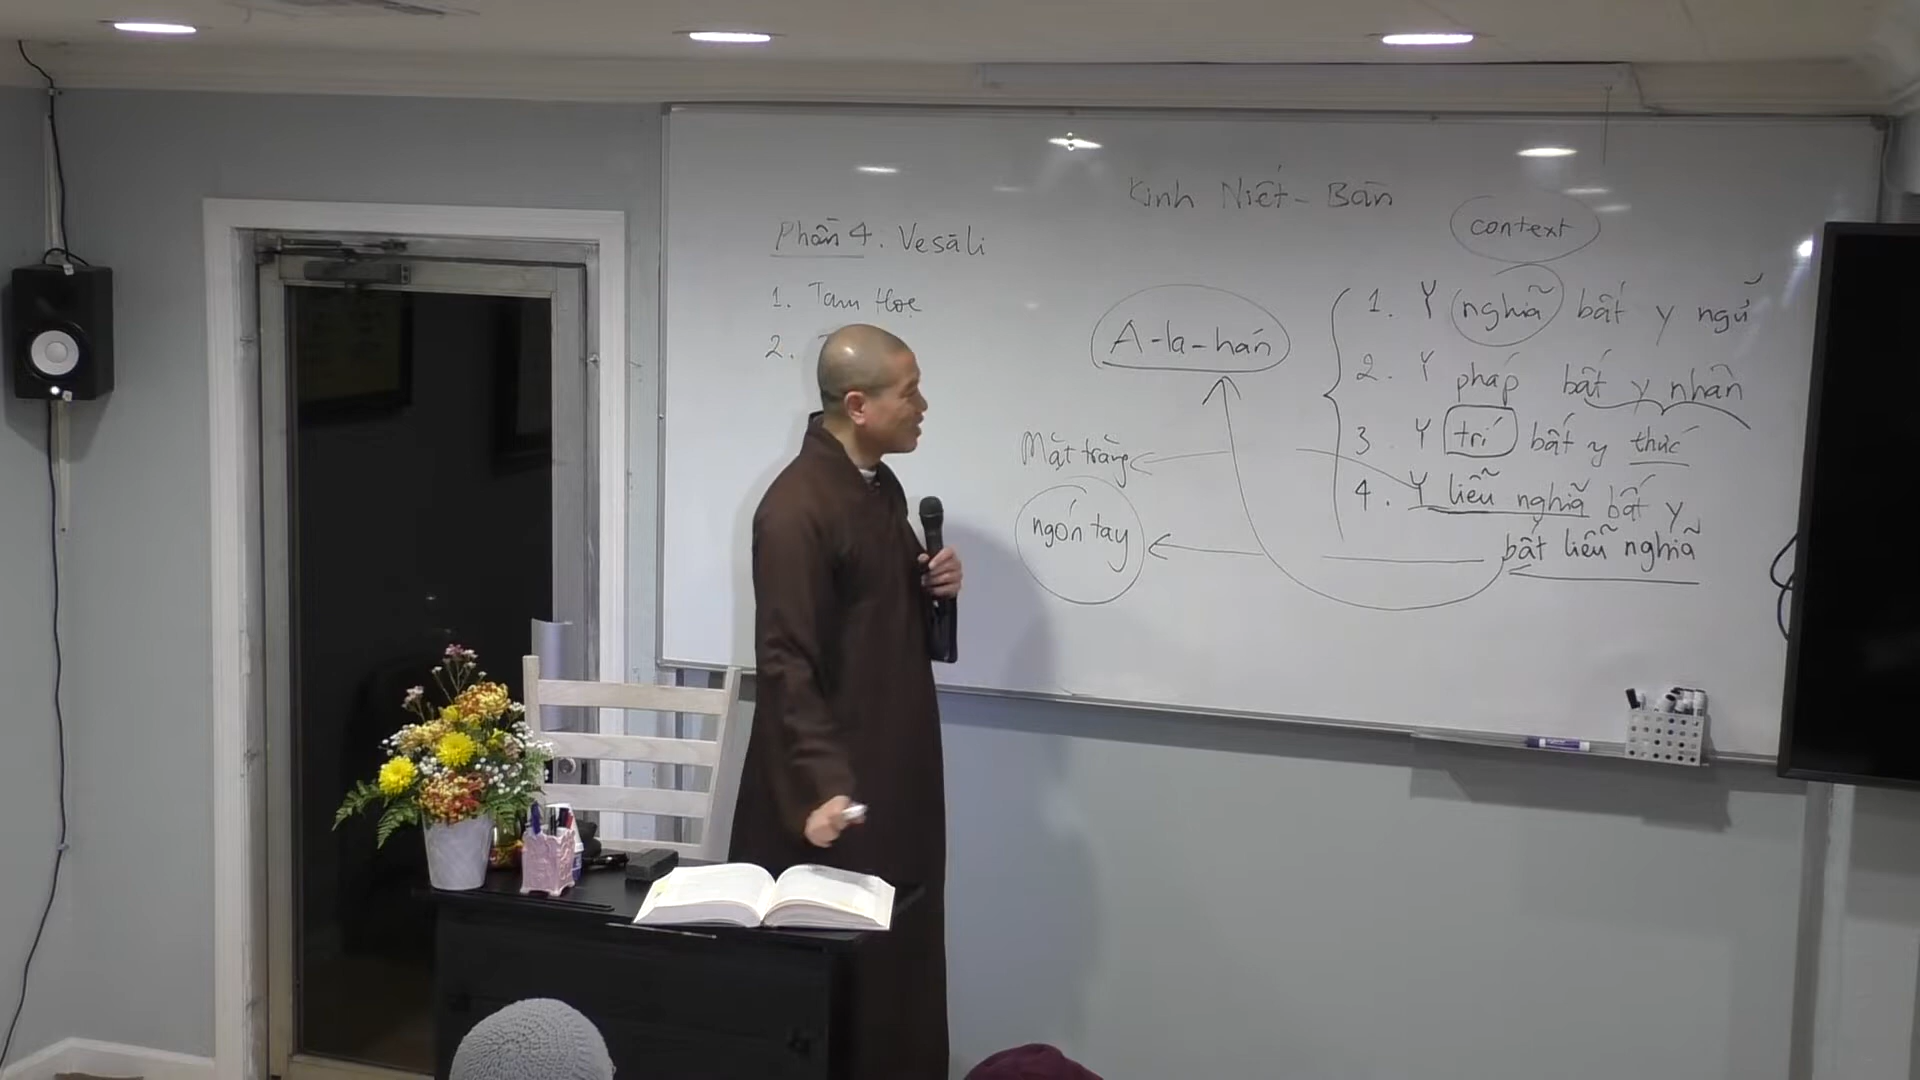 Kinh Niết-Bàn
Phần 4. Vesāli
1. Tam Học
2.
context
A-la-hán
1. Y nghĩa bất y ngữ
2. Y pháp bất y nhân
3. Y trí bất y thức
4. Y liễu nghĩa bất y
bất liễu nghĩa
Mặt trăng
ngón tay